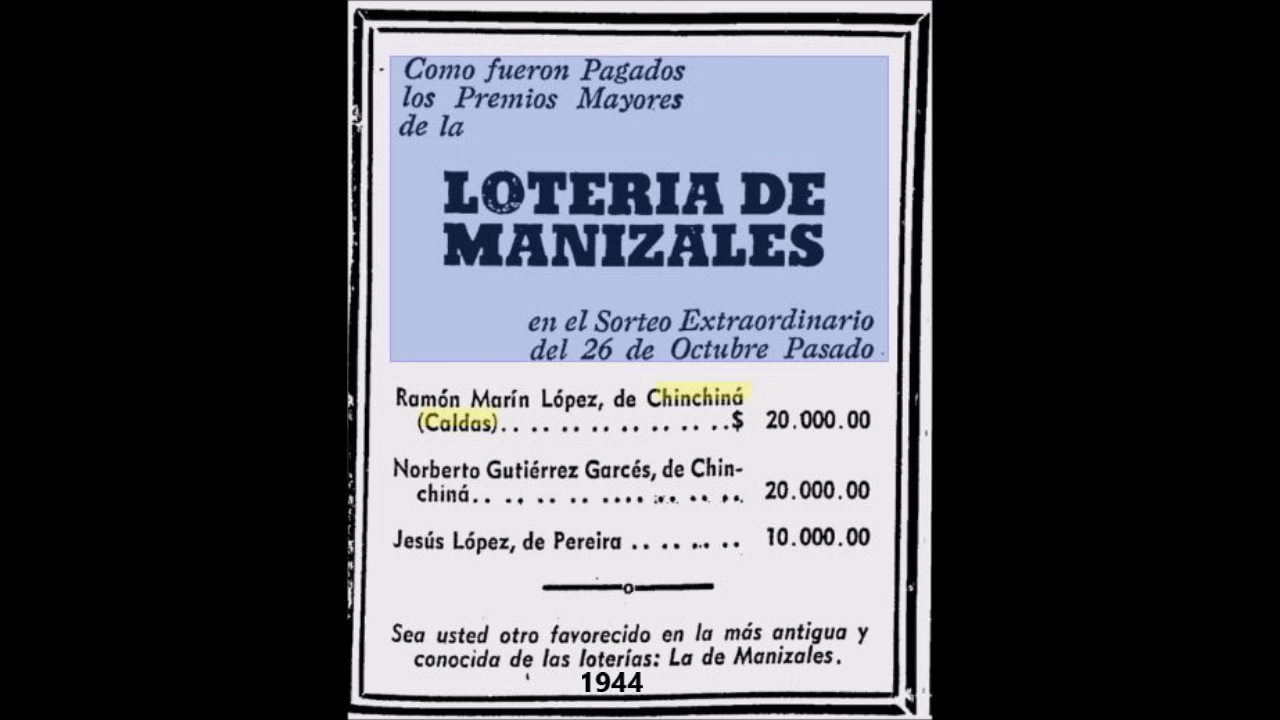 Como fueron Pagados
los Premios Mayores
de la
LOTERIA DE
MANIZALES
en el Sorteo Extraordinario
del 26 de Octubre Pasado
Ramón Marín López, de Chinchiná
(Caldas). . . . . . . . . . . . . .$ 20.000.00
Norberto Gutiérrez Garcés, de Chin-
chiná. . . . . . . . . . . . . . . . . . 20.000.00
Jesús López, de Pereira . . . . . . . . 10.000.00
Sea usted otro favorecido en la más antigua y
conocida de las loterías: La de Manizales.
1944